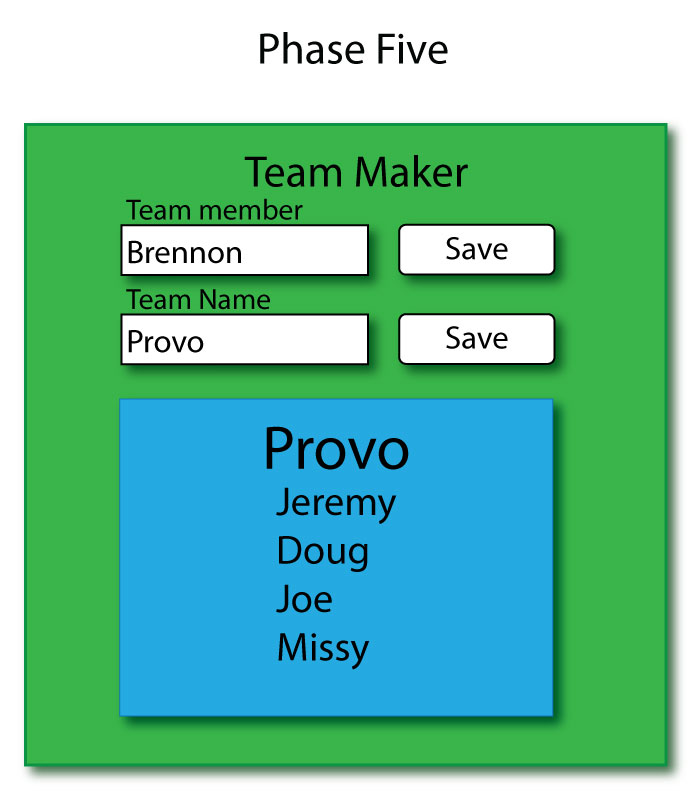 Phase Five
Team Maker
Team member
Brennon
Save
Team Name
Provo
Save
Provo
Jeremy
Doug
Joe
Missy